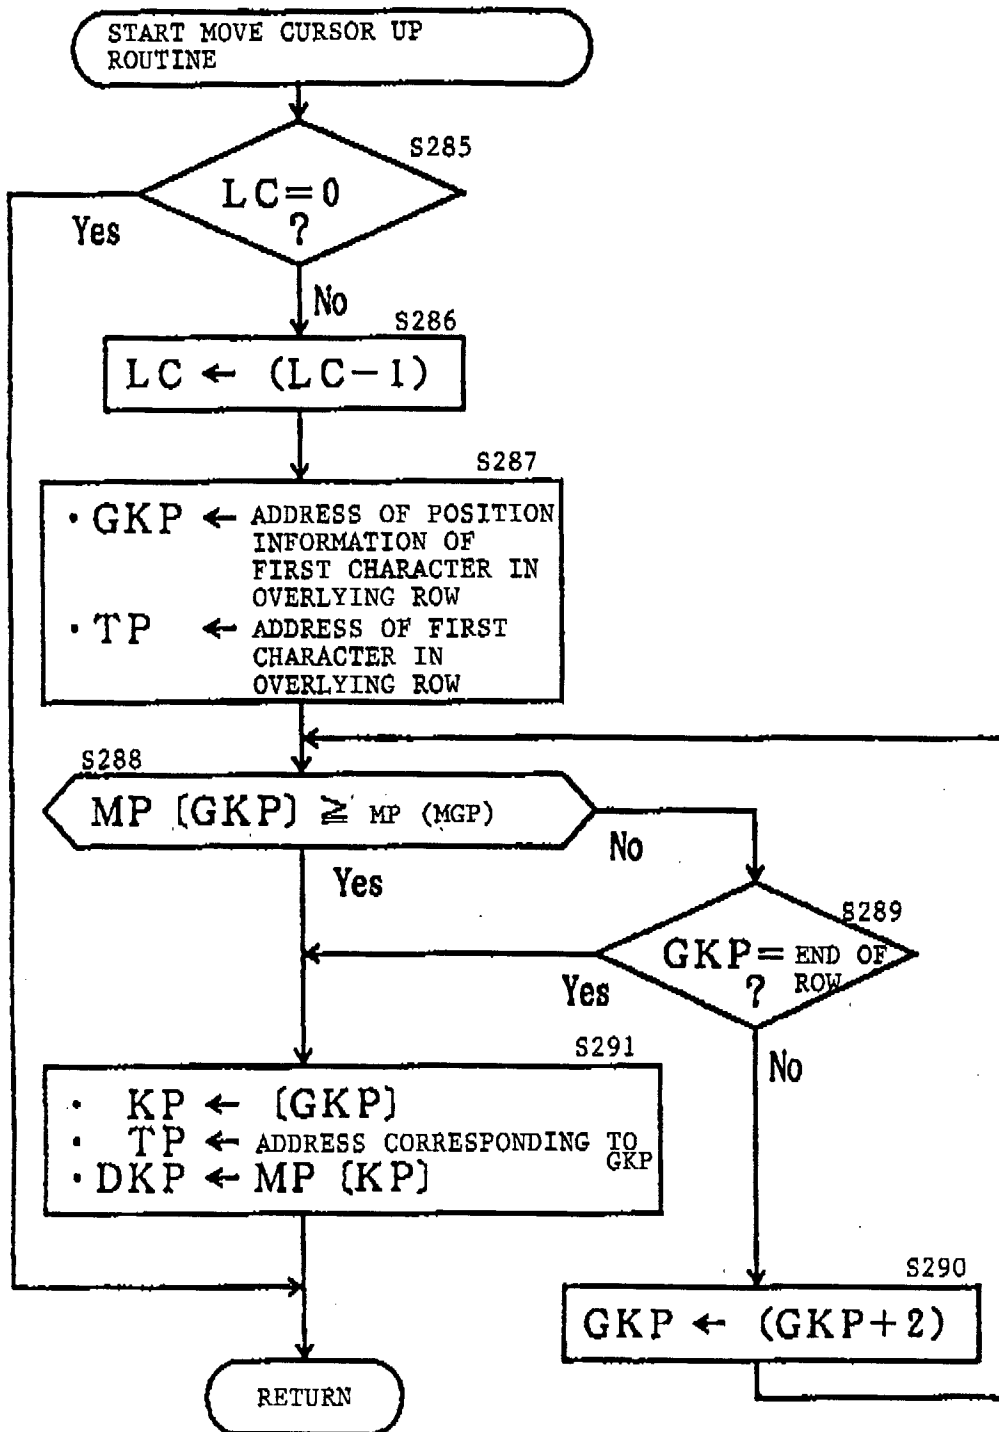 START MOVE CURSOR UP
ROUTINE
S285
LC=0
?
Yes
No
S286
LC ← (LC-1)
S287
· GKP ← ADDRESS OF POSITION
INFORMATION OF
FIRST CHARACTER IN
OVERLYING ROW
· TP ← ADDRESS OF FIRST
CHARACTER IN
OVERLYING ROW
S288
MP [GKP] ≧ MP (MGP)
No
Yes
S289
GKP= END OF
ROW
?
Yes
No
S291
· KP ← [GKP]
· TP ← ADDRESS CORRESPONDING TO
GKP
· DKP ← MP [KP]
S290
GKP ← (GKP+2)
RETURN